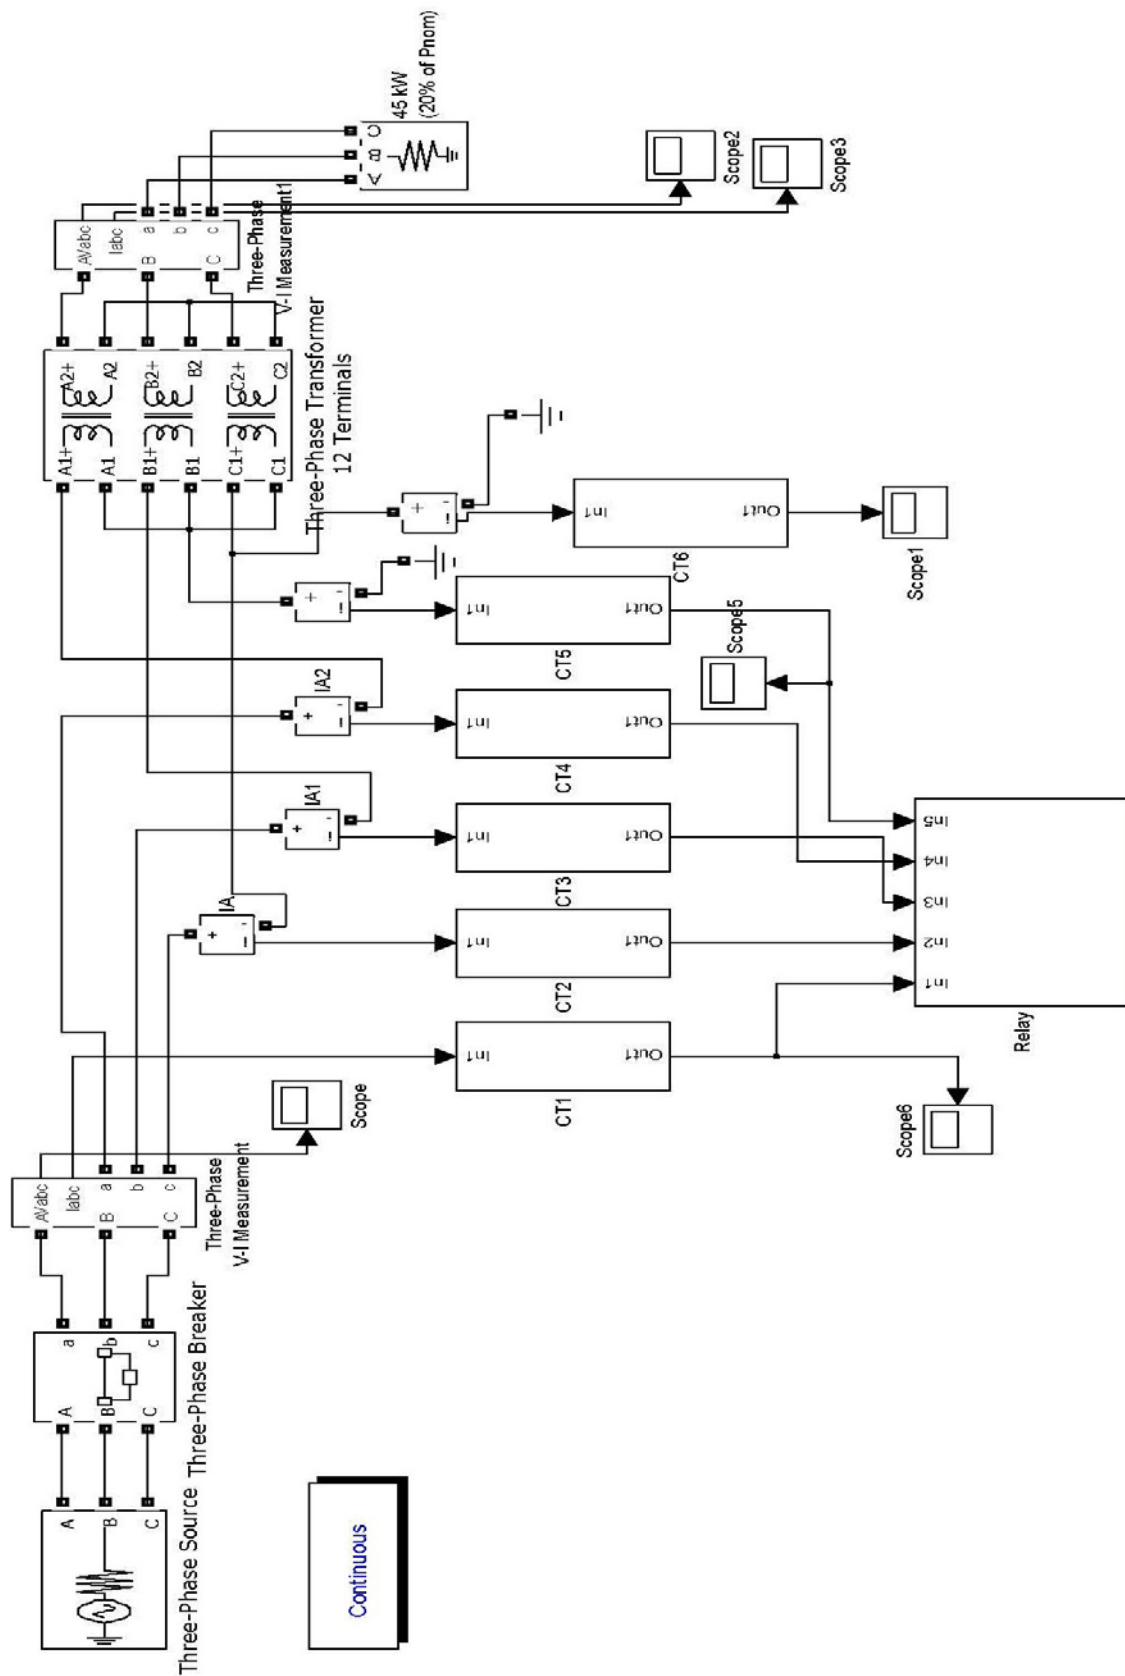 A
B
C
Three-Phase Source
A
B
C
a
b
c
Three-Phase Breaker
AVabc
Iabc
B
a
b
C
c
Three-Phase
V-I Measurement
Scope
Continuous
+
-
IA
+
-
IA1
+
-
IA2
+
-
+
-
A1+
A1
B1+
B1
C1+
C1
A2+
A2
B2+
B2
C2+
C2
Three-Phase Transformer
12 Terminals
AVabc
Iabc
B
a
b
C
c
Three-Phase
V-I Measurement1
A
B
C
45 kW
(20% of Pnom)
Scope2
Scope3
In1
Out1
CT1
In1
Out1
CT2
In1
Out1
CT3
In1
Out1
CT4
In1
Out1
CT5
In1
Out1
CT6
Scope6
Scope5
Scope1
In1
In2
In3
In4
In5
Relay